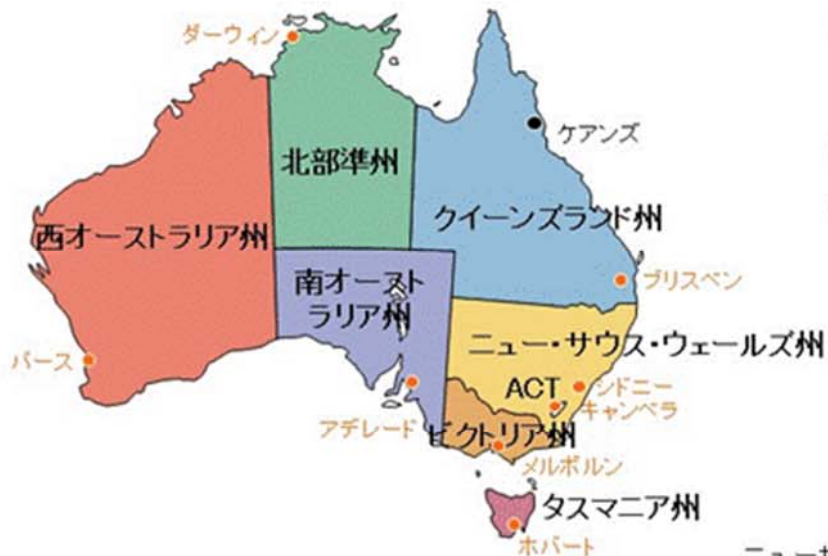 ダーウィン
ケアンズ
北部準州
クイーンズランド州
西オーストラリア州
南オースト
ラリア州
ブリスベン
ニュー・サウス・ウェールズ州
パース
ACT
シドニー
キャンベラ
アデレード
ビクトリア州
メルボルン
タスマニア州
ホバート